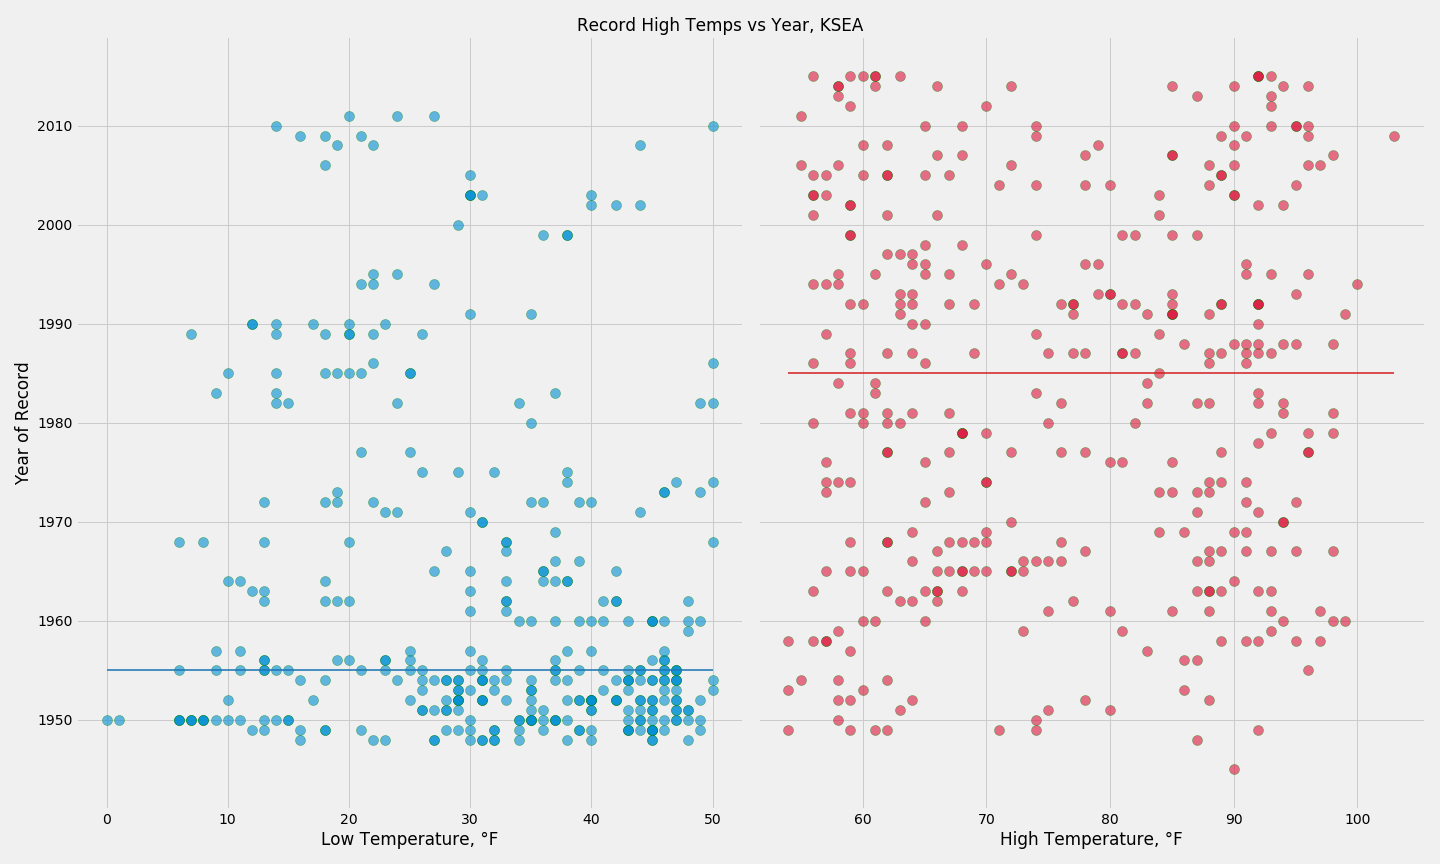 Record High Temps vs Year, KSEA
Year of Record
2010
2000
1990
1980
1970
1960
1950
0 10 20 30 40 50
60 70 80 90 100
Low Temperature, °F
High Temperature, °F